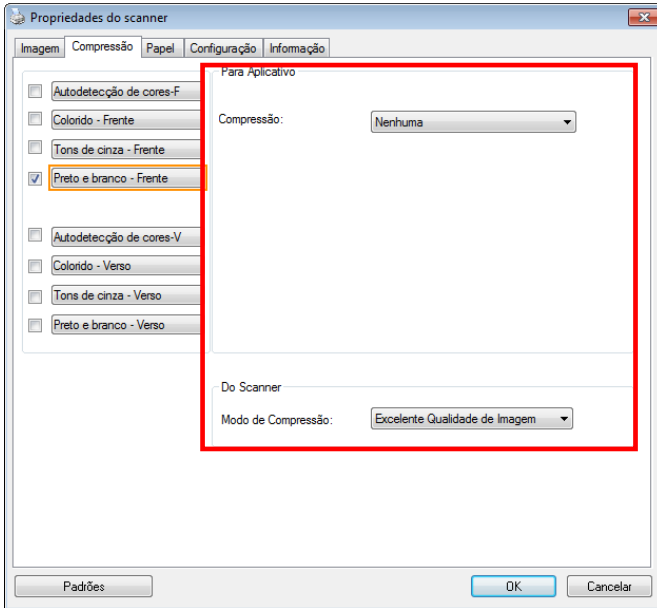 Propriedades do scanner
Imagem Compressão Papel Configuração Informação
Autodetecção de cores-F
Colorido - Frente
Tons de cinza - Frente
Preto e branco - Frente
Autodetecção de cores-V
Colorido - Verso
Tons de cinza - Verso
Preto e branco - Verso
Para Aplicativo
Compressão: Nenhuma
Do Scanner
Modo de Compressão: Excelente Qualidade de Imagem
Padrões OK Cancelar